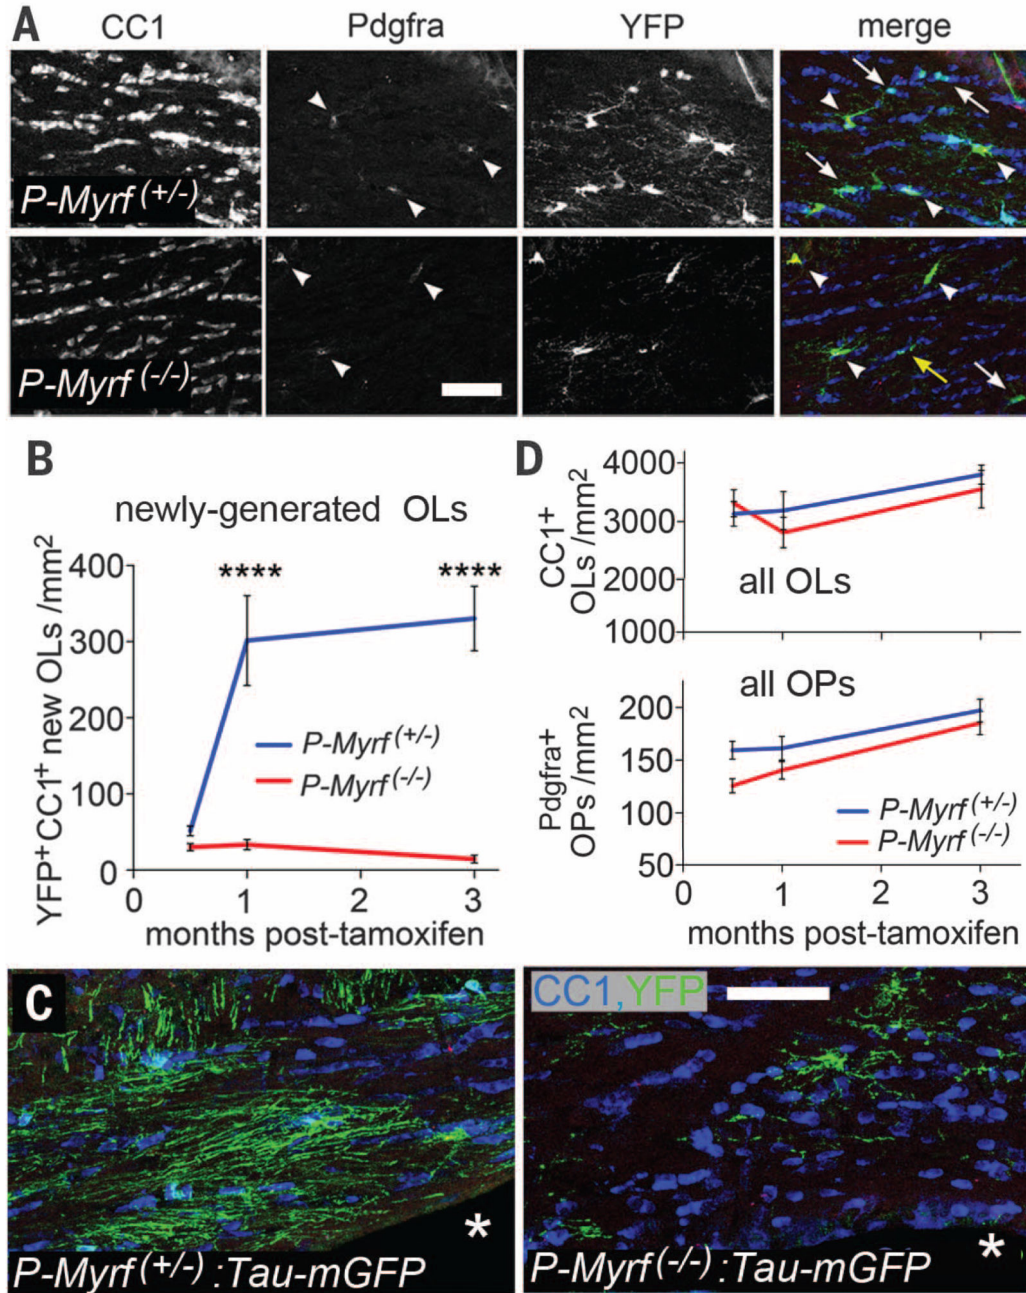 A
CC1 Pdgfra YFP merge
P-Myrf (+/-)
P-Myrf (-/-)
B
newly-generated OLs
YFP+CC1+ new OLs /mm2
400
300
200
100
0
**** ****
P-Myrf (+/-)
P-Myrf (-/-)
0 1 2 3
months post-tamoxifen
D
CC1+
OLs /mm2
4000
3000
2000
1000
all OLs
all OPs
Pdgfra+
OPs /mm2
200
150
100
50
P-Myrf (+/-)
P-Myrf (-/-)
0 1 2 3
months post-tamoxifen
C
*
P-Myrf (+/-) :Tau-mGFP
CC1,YFP
*
P-Myrf (-/-) :Tau-mGFP